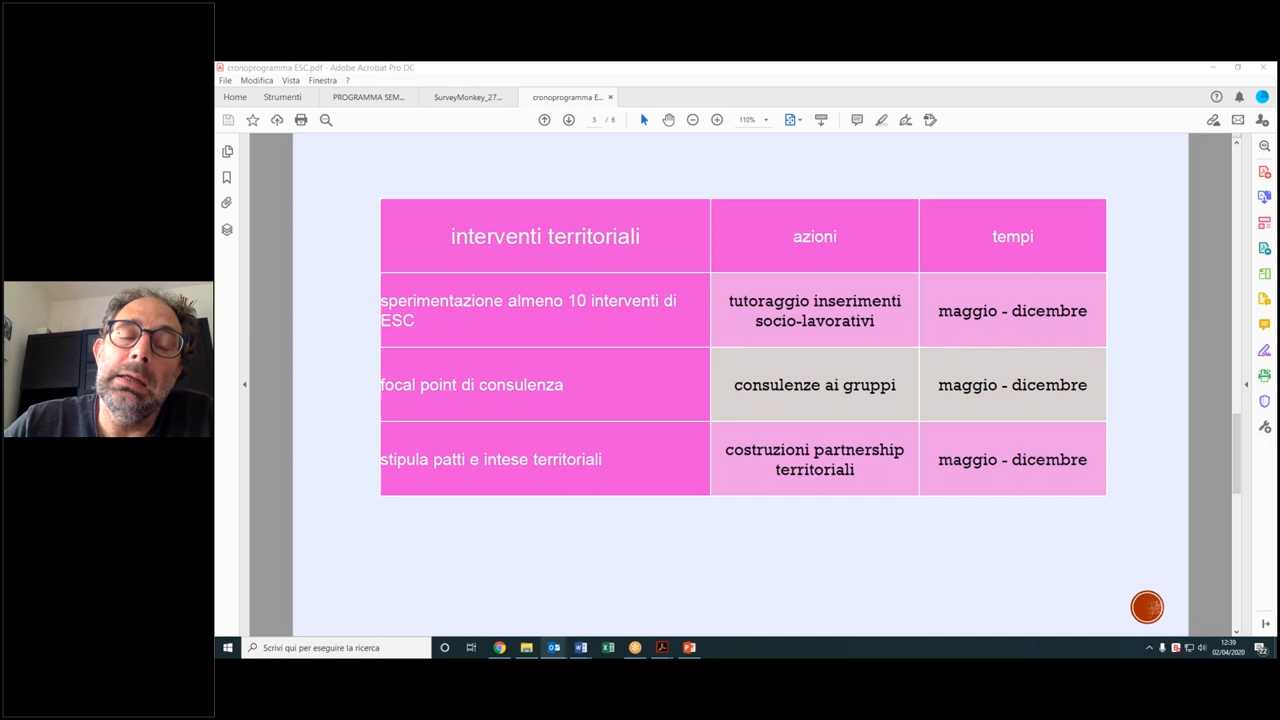 cronoprogramma ESC.pdf - Adobe Acrobat Pro DC
File Modifica Vista Finestra ?
Home Strumenti PROGRAMMA SEM... SurveyMonkey_27... cronoprogramma E... ×
5 / 6 110%
interventi territoriali azioni tempi
sperimentazione almeno 10 interventi di
ESC
tutoraggio inserimenti
socio-lavorativi
maggio - dicembre
focal point di consulenza consulenze ai gruppi maggio - dicembre
stipula patti e intese territoriali
costruzioni partnership
territoriali
maggio - dicembre
Scrivi qui per eseguire la ricerca
12:39
02/04/2020
22